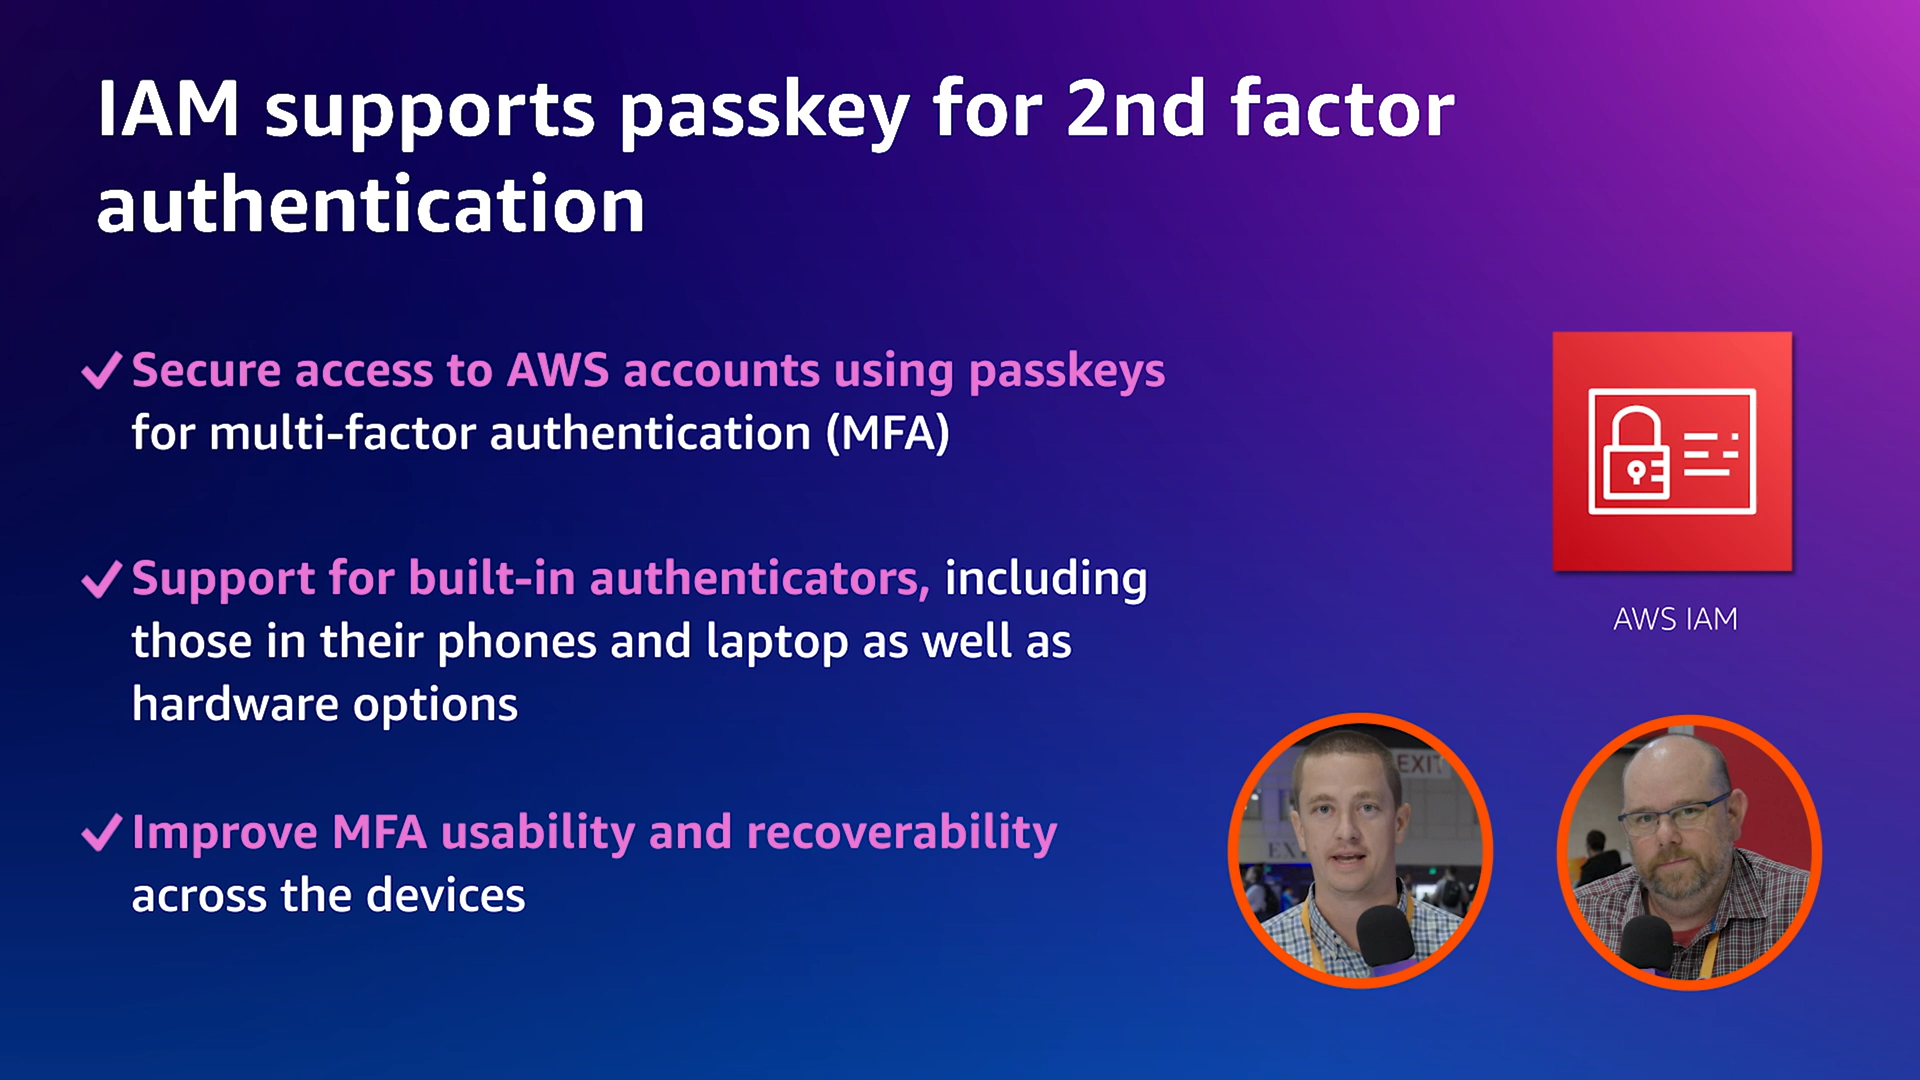 IAM supports passkey for 2nd factor
authentication
Secure access to AWS accounts using passkeys
for multi-factor authentication (MFA)
Support for built-in authenticators, including
those in their phones and laptop as well as
hardware options
Improve MFA usability and recoverability
across the devices
AWS IAM
EXIT